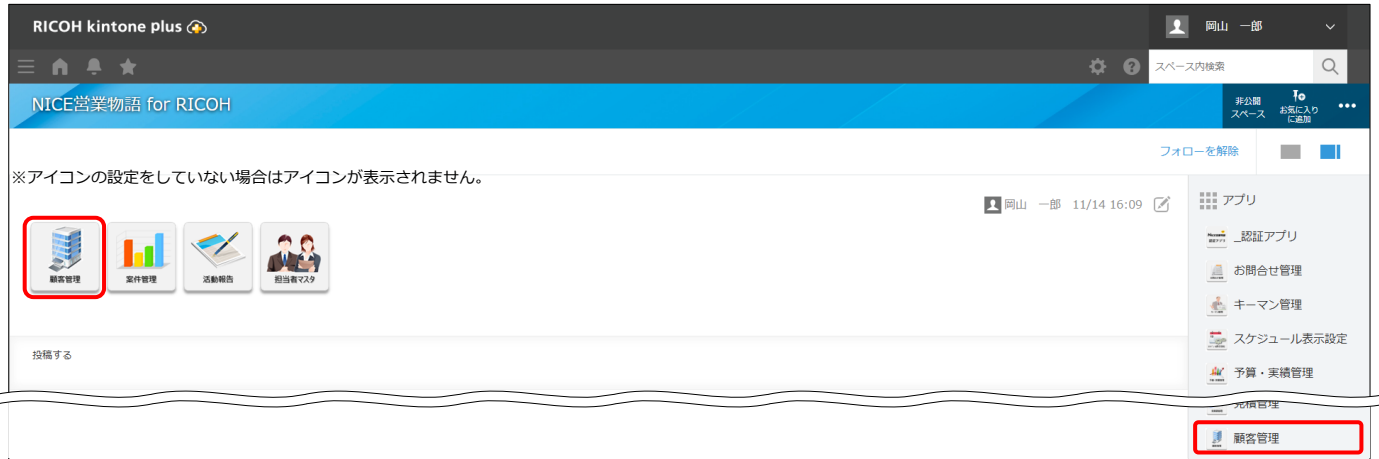 RICOH kintone plus
岡山 一郎
スペース内検索
NICE営業物語 for RICOH
非公開
スペース
お気に入り
に追加
フォローを解除
※アイコンの設定をしていない場合はアイコンが表示されません。
岡山 一郎 11/14 16:09
顧客管理
案件管理
活動報告
担当者マスタ
投稿する
アプリ
_認証アプリ
お問合せ管理
キーマン管理
スケジュール表示設定
予算・実績管理
見積管理
顧客管理